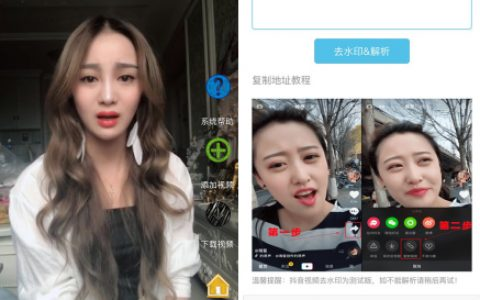 系统帮助
添加视频
下载视频
去水印&解析
复制地址教程
第一步
第二步
温馨提醒：抖音视频去水印为测试版，如不能解析请稍后再试！